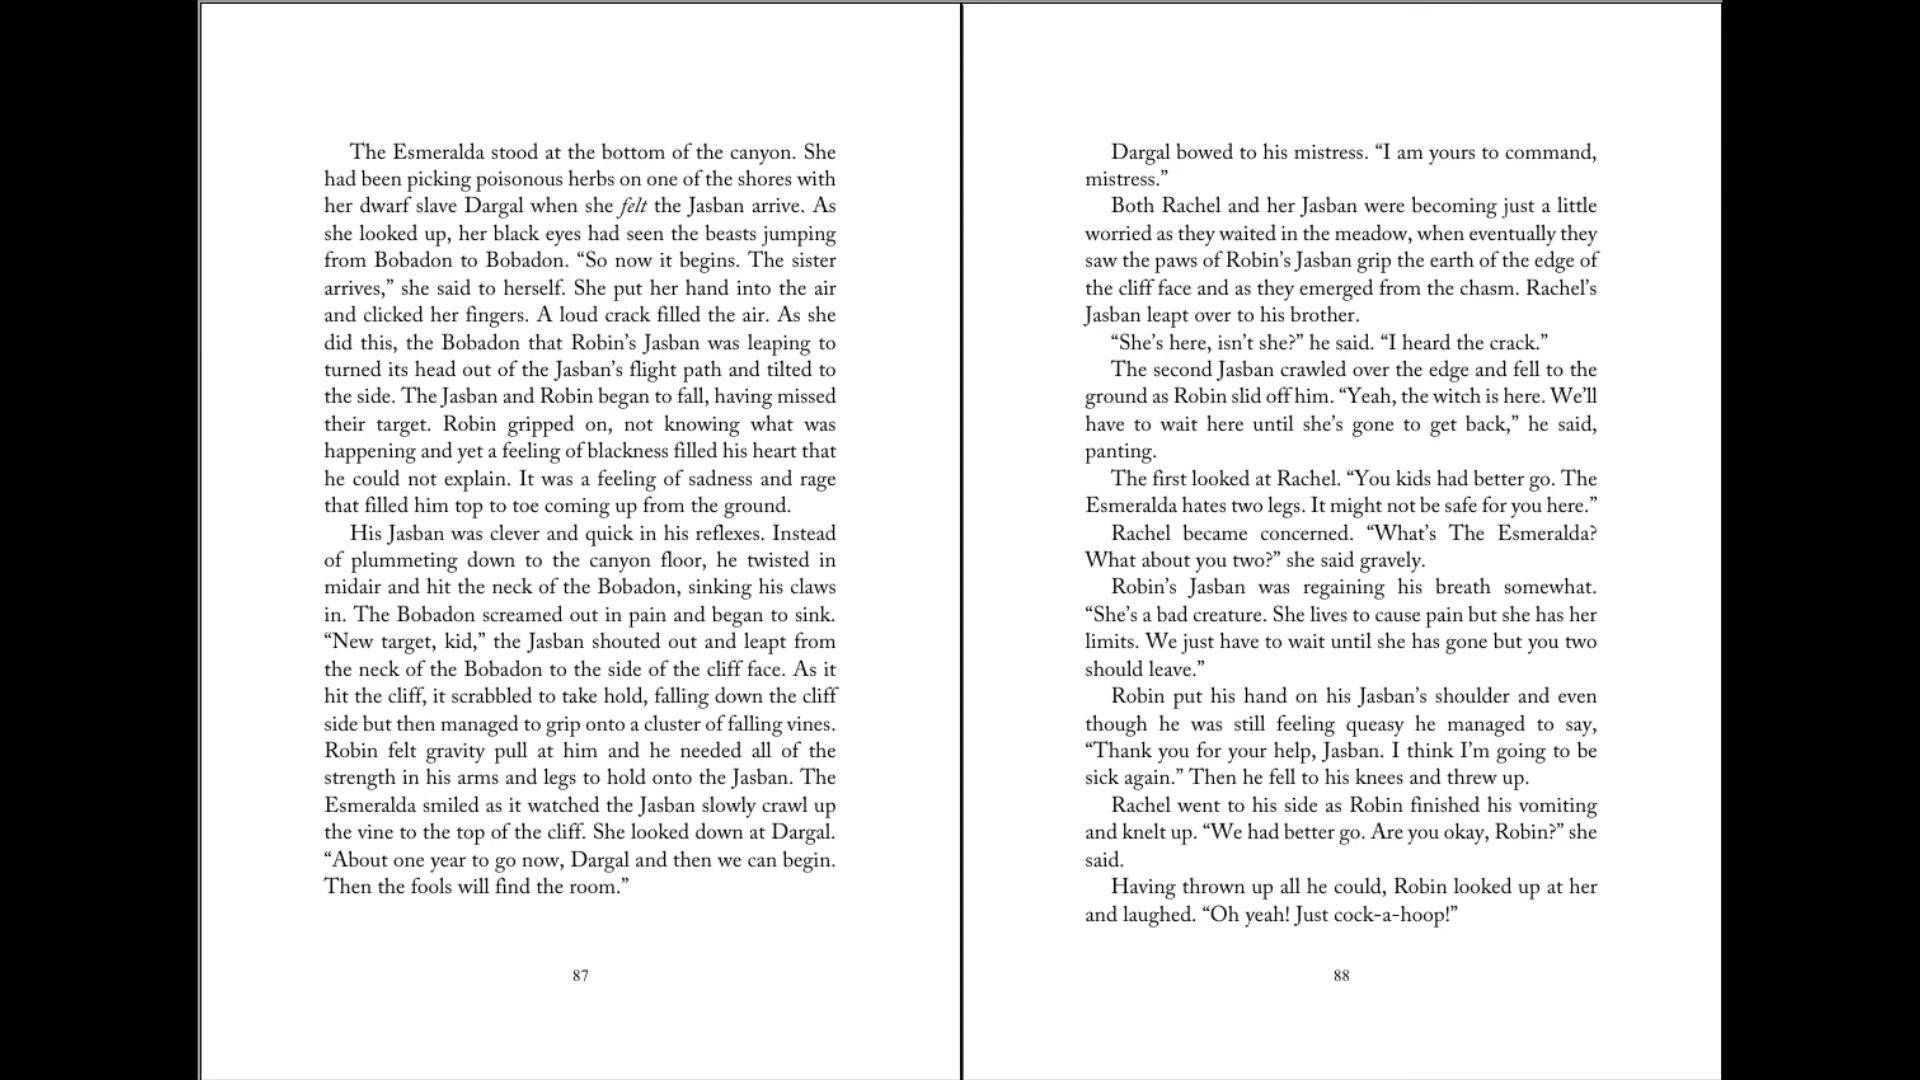 The Esmeralda stood at the bottom of the canyon. She
had been picking poisonous herbs on one of the shores with
her dwarf slave Dargal when she felt the Jasban arrive. As
she looked up, her black eyes had seen the beasts jumping
from Bobadon to Bobadon. “So now it begins. The sister
arrives,” she said to herself. She put her hand into the air
and clicked her fingers. A loud crack filled the air. As she
did this, the Bobadon that Robin’s Jasban was leaping to
turned its head out of the Jasban’s flight path and tilted to
the side. The Jasban and Robin began to fall, having missed
their target. Robin gripped on, not knowing what was
happening and yet a feeling of blackness filled his heart that
he could not explain. It was a feeling of sadness and rage
that filled him top to toe coming up from the ground.
His Jasban was clever and quick in his reflexes. Instead
of plummeting down to the canyon floor, he twisted in
midair and hit the neck of the Bobadon, sinking his claws
in. The Bobadon screamed out in pain and began to sink.
“New target, kid,” the Jasban shouted out and leapt from
the neck of the Bobadon to the side of the cliff face. As it
hit the cliff, it scrabbled to take hold, falling down the cliff
side but then managed to grip onto a cluster of falling vines.
Robin felt gravity pull at him and he needed all of the
strength in his arms and legs to hold onto the Jasban. The
Esmeralda smiled as it watched the Jasban slowly crawl up
the vine to the top of the cliff. She looked down at Dargal.
“About one year to go now, Dargal and then we can begin.
Then the fools will find the room.”
87
Dargal bowed to his mistress. “I am yours to command,
mistress.”
Both Rachel and her Jasban were becoming just a little
worried as they waited in the meadow, when eventually they
saw the paws of Robin’s Jasban grip the earth of the edge of
the cliff face and as they emerged from the chasm. Rachel’s
Jasban leapt over to his brother.
“She’s here, isn’t she?” he said. “I heard the crack.”
The second Jasban crawled over the edge and fell to the
ground as Robin slid off him. “Yeah, the witch is here. We’ll
have to wait here until she’s gone to get back,” he said,
panting.
The first looked at Rachel. “You kids had better go. The
Esmeralda hates two legs. It might not be safe for you here.”
Rachel became concerned. “What’s The Esmeralda?
What about you two?” she said gravely.
Robin’s Jasban was regaining his breath somewhat.
“She’s a bad creature. She lives to cause pain but she has her
limits. We just have to wait until she has gone but you two
should leave.”
Robin put his hand on his Jasban’s shoulder and even
though he was still feeling queasy he managed to say,
“Thank you for your help, Jasban. I think I’m going to be
sick again.” Then he fell to his knees and threw up.
Rachel went to his side as Robin finished his vomiting
and knelt up. “We had better go. Are you okay, Robin?” she
said.
Having thrown up all he could, Robin looked up at her
and laughed. “Oh yeah! Just cock-a-hoop!”
88